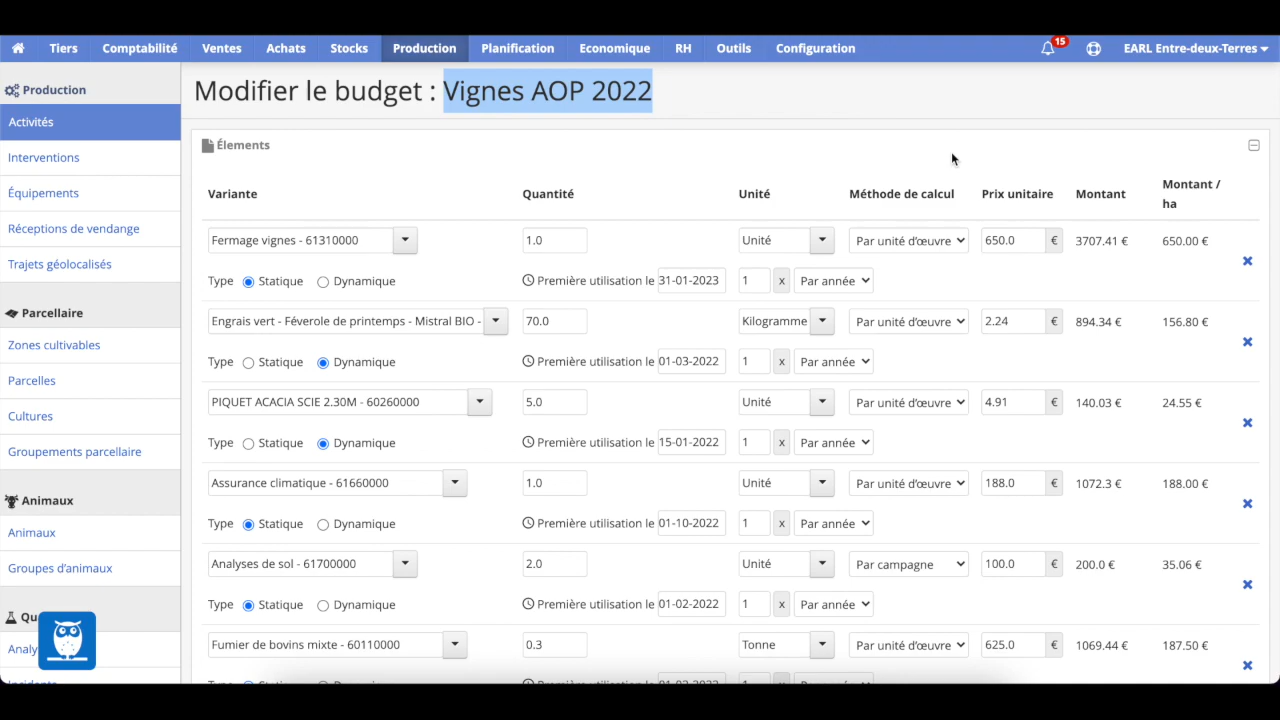 Tiers Comptabilité Ventes Achats Stocks Production Planification Economique RH Outils Configuration 15 EARL Entre-deux-Terres
Production
Activités
Interventions
Équipements
Réceptions de vendange
Trajets géolocalisés
Parcellaire
Zones cultivables
Parcelles
Cultures
Groupements parcellaire
Animaux
Animaux
Groupes d'animaux
Modifier le budget : Vignes AOP 2022
Élements
Variante Quantité Unité Méthode de calcul Prix unitaire Montant Montant / ha
Fermage vignes - 61310000 1.0 Unité Par unité d'œuvre 650.0 € 3707.41 € 650.00 €
Type Statique Dynamique Première utilisation le 31-01-2023 1 x Par année
Engrais vert - Féverole de printemps - Mistral BIO - 70.0 Kilogramme Par unité d'œuvre 2.24 € 894.34 € 156.80 €
Type Statique Dynamique Première utilisation le 01-03-2022 1 x Par année
PIQUET ACACIA SCIE 2.30M - 60260000 5.0 Unité Par unité d'œuvre 4.91 € 140.03 € 24.55 €
Type Statique Dynamique Première utilisation le 15-01-2022 1 x Par année
Assurance climatique - 61660000 1.0 Unité Par unité d'œuvre 188.0 € 1072.3 € 188.00 €
Type Statique Dynamique Première utilisation le 01-10-2022 1 x Par année
Analyses de sol - 61700000 2.0 Unité Par campagne 100.0 € 200.0 € 35.06 €
Type Statique Dynamique Première utilisation le 01-02-2022 1 x Par année
Fumier de bovins mixte - 60110000 0.3 Tonne Par unité d'œuvre 625.0 € 1069.44 € 187.50 €